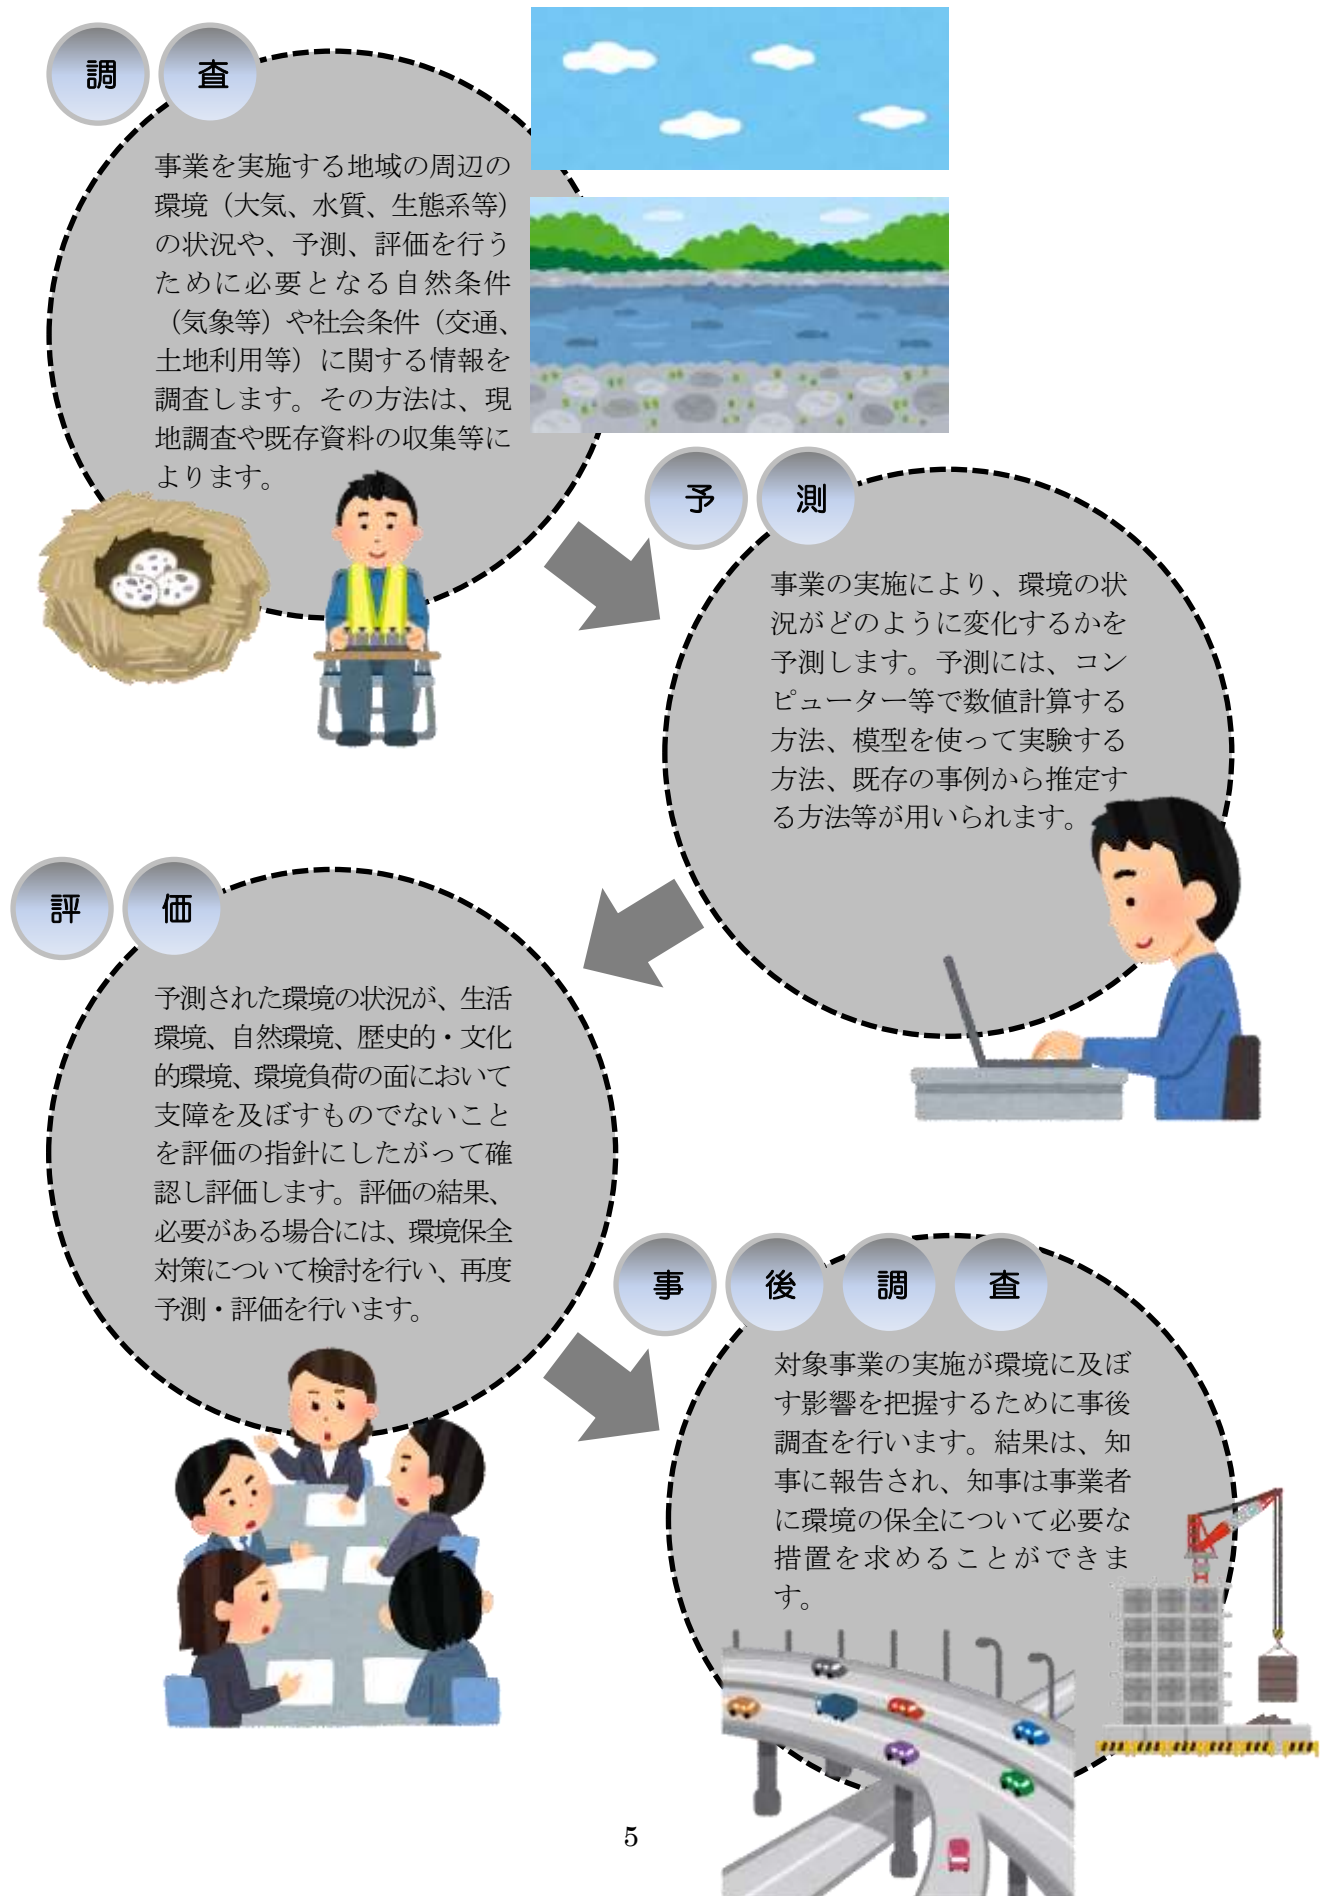 調査
事業を実施する地域の周辺の
環境（大気、水質、生態系等）
の状況や、予測、評価を行う
ために必要となる自然条件
（気象等）や社会条件（交通、
土地利用等）に関する情報を
調査します。その方法は、現
地調査や既存資料の収集等に
よります。
予測
事業の実施により、環境の状
況がどのように変化するかを
予測します。予測には、コン
ピューター等で数値計算する
方法、模型を使って実験する
方法、既存の事例から推定す
る方法等が用いられます。
評価
予測された環境の状況が、生活
環境、自然環境、歴史的・文化
的環境、環境負荷の面において
支障を及ぼすものでないこと
を評価の指針にしたがって確
認し評価します。評価の結果、
必要がある場合には、環境保全
対策について検討を行い、再度
予測・評価を行います。
事後調査
対象事業の実施が環境に及ぼ
す影響を把握するために事後
調査を行います。結果は、知
事に報告され、知事は事業者
に環境の保全について必要な
措置を求めることができま
す。
5